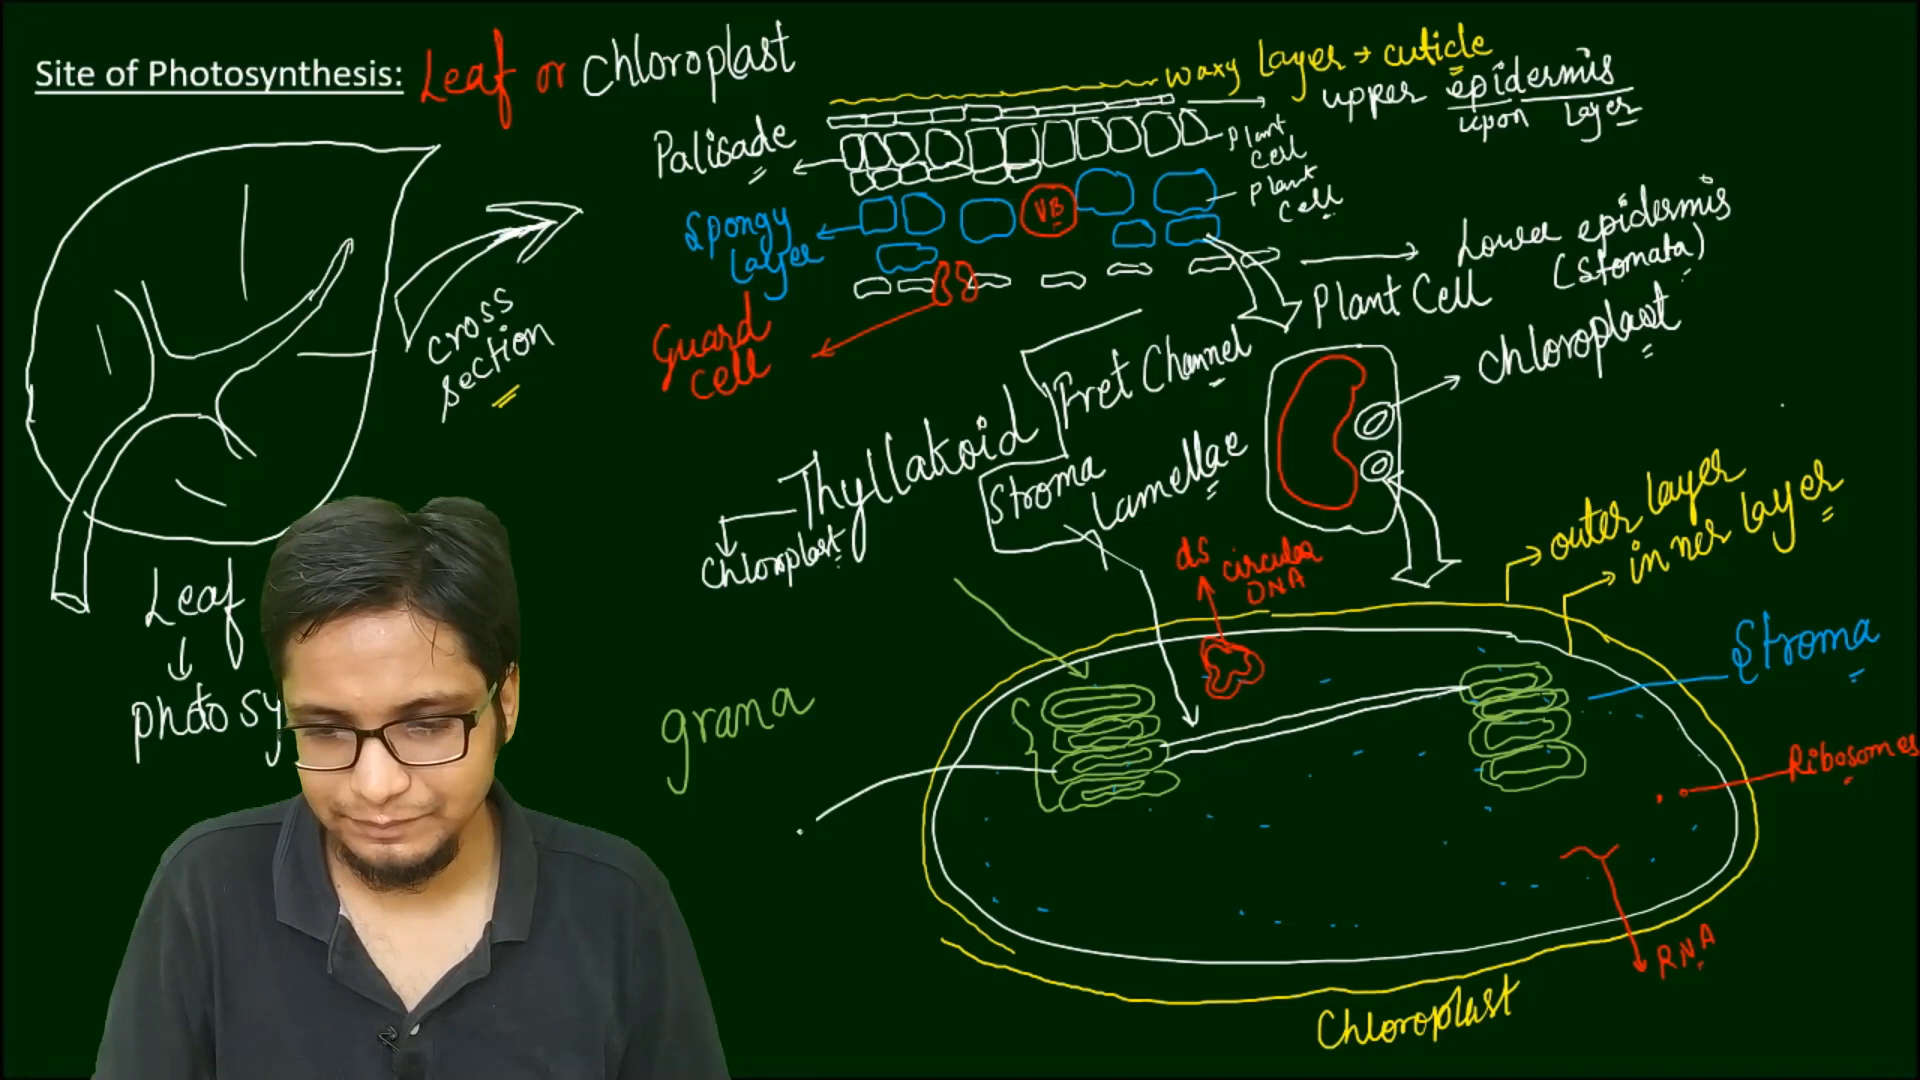 Site of Photosynthesis: Leaf or Chloroplast
waxy layer → cuticle
upper epidermis
upon layer
Palisade
Plant
cell
Plant
cell
Spongy
layer
VB
Lower epidermis
(stomata)
Guard
cell
cross
section
Plant Cell
chloroplast
Fret Channel
Thyllakoid
Stroma
Lamellae
chloroplast
outer layer
inner layer
ds circular
DNA
Leaf
photosy
grana
Stroma
Ribosomes
RNA
Chloroplast